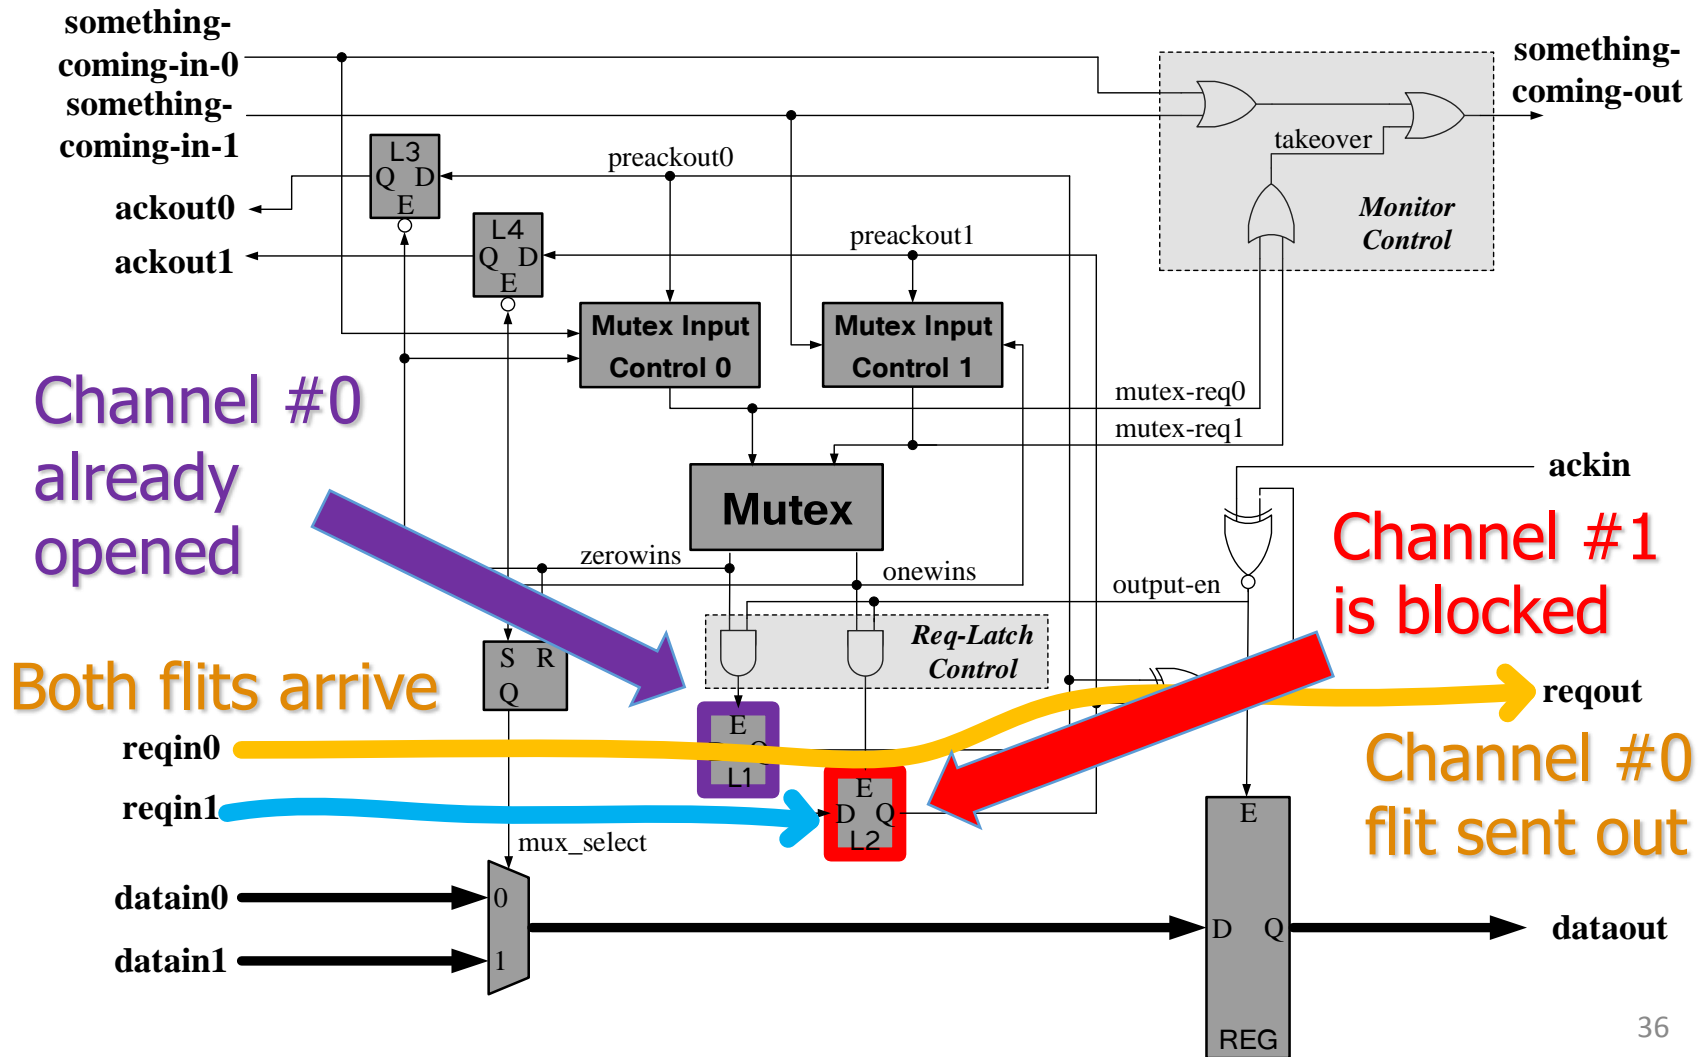 something-
coming-in-0
something-
coming-in-1
something-
coming-out
L3
Q D
E
preackout0
takeover
ackout0
L4
Q D
E
preackout1
Monitor
Control
ackout1
Mutex Input
Control 0
Mutex Input
Control 1
mutex-req0
mutex-req1
Channel #0
already
opened
Mutex
ackin
Channel #1
is blocked
zerowins
onewins
output-en
Req-Latch
Control
S R
Q
Both flits arrive
reqin0
E
L1
reqout
Channel #0
flit sent out
reqin1
E
D Q
L2
mux_select
E
datain0
0
datain1
1
D Q
dataout
REG
36